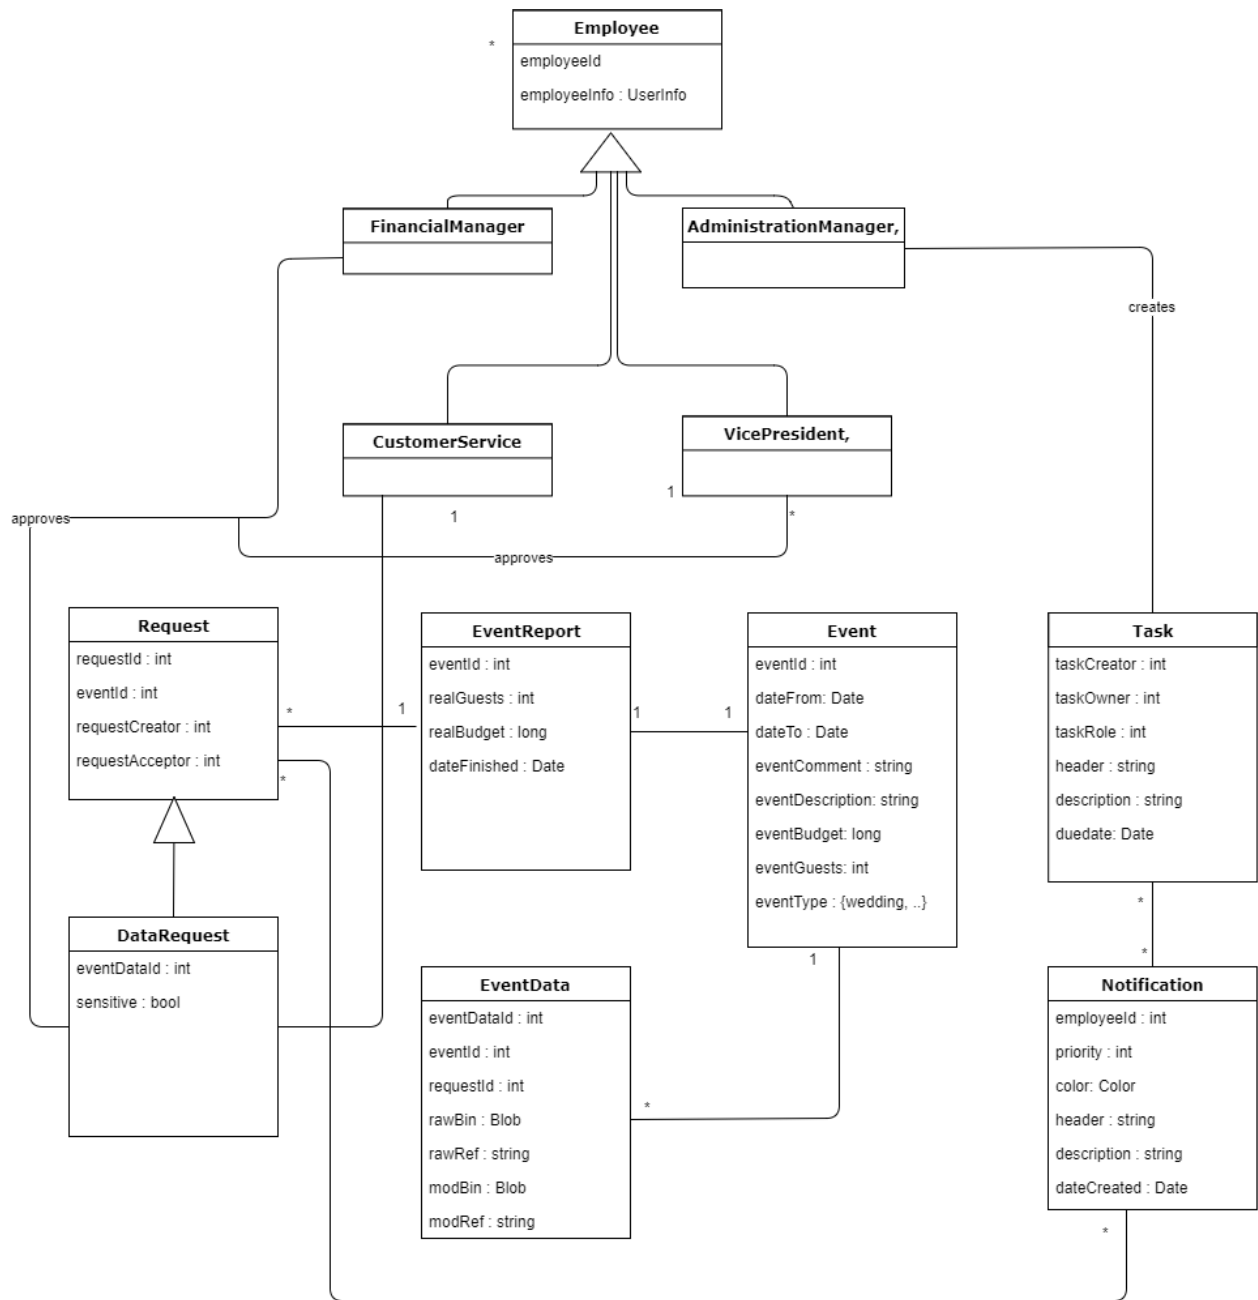 Employee
*
employeeId
employeeInfo : UserInfo
FinancialManager
AdministrationManager,
creates
CustomerService
VicePresident,
1
1
*
approves
approves
Request
requestId : int
eventId : int
requestCreator : int
requestAcceptor : int
*
1
*
EventReport
eventId : int
realGuests : int
realBudget : long
dateFinished : Date
1
1
Event
eventId : int
dateFrom: Date
dateTo : Date
eventComment : string
eventDescription: string
eventBudget: long
eventGuests: int
eventType : {wedding, ..}
1
Task
taskCreator : int
taskOwner : int
taskRole : int
header : string
description : string
duedate: Date
*
*
DataRequest
eventDataId : int
sensitive : bool
EventData
eventDataId : int
eventId : int
requestId : int
rawBin : Blob
rawRef : string
modBin : Blob
modRef : string
*
Notification
employeeId : int
priority : int
color: Color
header : string
description : string
dateCreated : Date
*